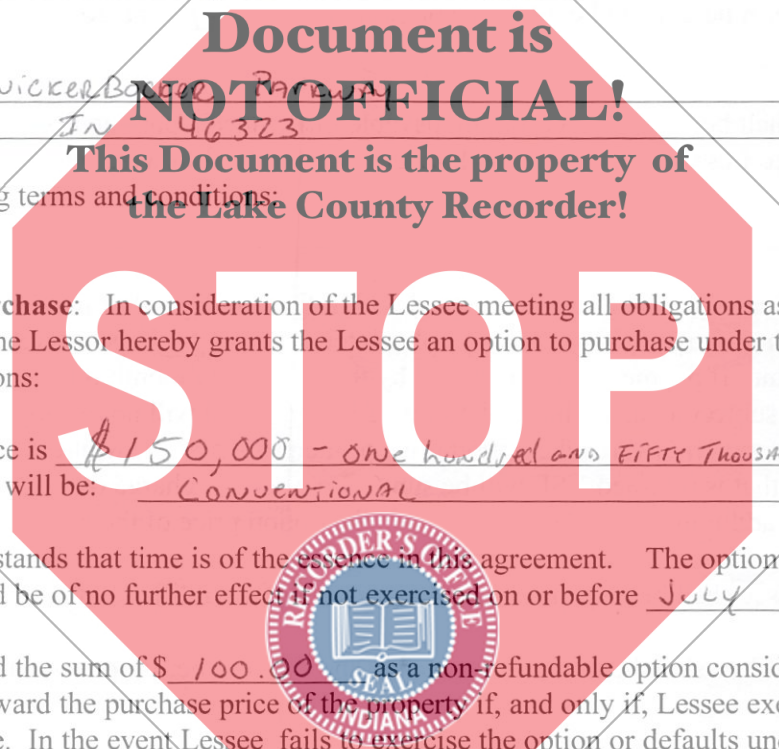 Document is
NOT OFFICIAL!
This Document is the property of
the Lake County Recorder!
STOP
PARKWAY
IN 46323
g terms and conditions:
chase: In consideration of the Lessee meeting all obligations as
he Lessor hereby grants the Lessee an option to purchase under t
ons:
ce is $150,000 - one hundred and FIFTY THOUSA
will be: CONVENTIONAL
stands that time is of the essence in this agreement. The option
d be of no further effect if not exercised on or before July
d the sum of $ 100.00 as a non-refundable option consid
ward the purchase price of the property if, and only if, Lessee exe
e. In the event Lessee fails to exercise the option or defaults un
RECORDER'S OFFICE
SEAL
INDIANA